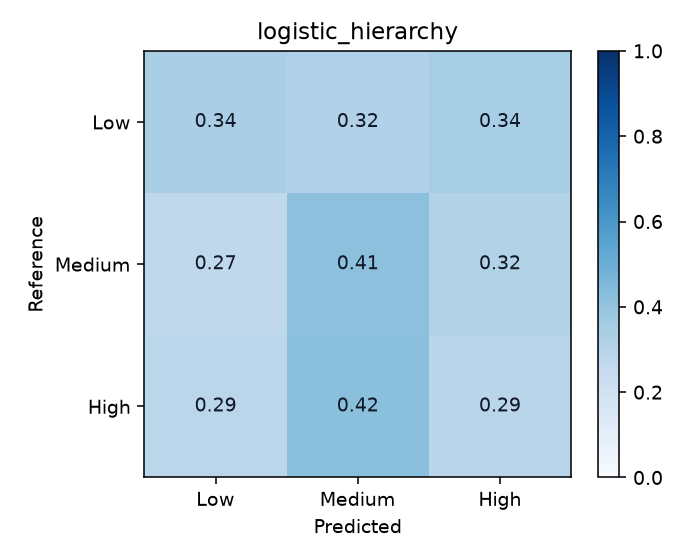 logistic_hierarchy
1.0
Low 0.34 0.32 0.34
0.8
0.6
Reference
Medium 0.27 0.41 0.32
0.4
High 0.29 0.42 0.29
0.2
0.0
Low Medium High
Predicted